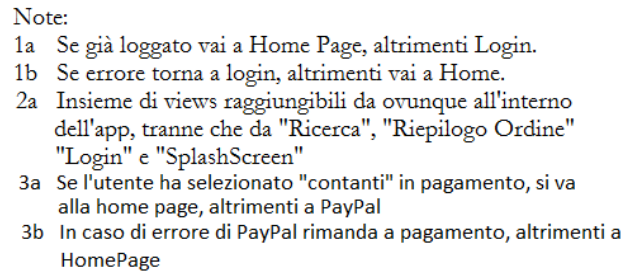 Note:
1a Se già loggato vai a Home Page, altrimenti Login.
1b Se errore torna a login, altrimenti vai a Home.
2a Insieme di views raggiungibili da ovunque all'interno
dell'app, tranne che da "Ricerca", "Riepilogo Ordine"
"Login" e "SplashScreen"
3a Se l'utente ha selezionato "contanti" in pagamento, si va
alla home page, altrimenti a PayPal
3b In caso di errore di PayPal rimanda a pagamento, altrimenti a
HomePage